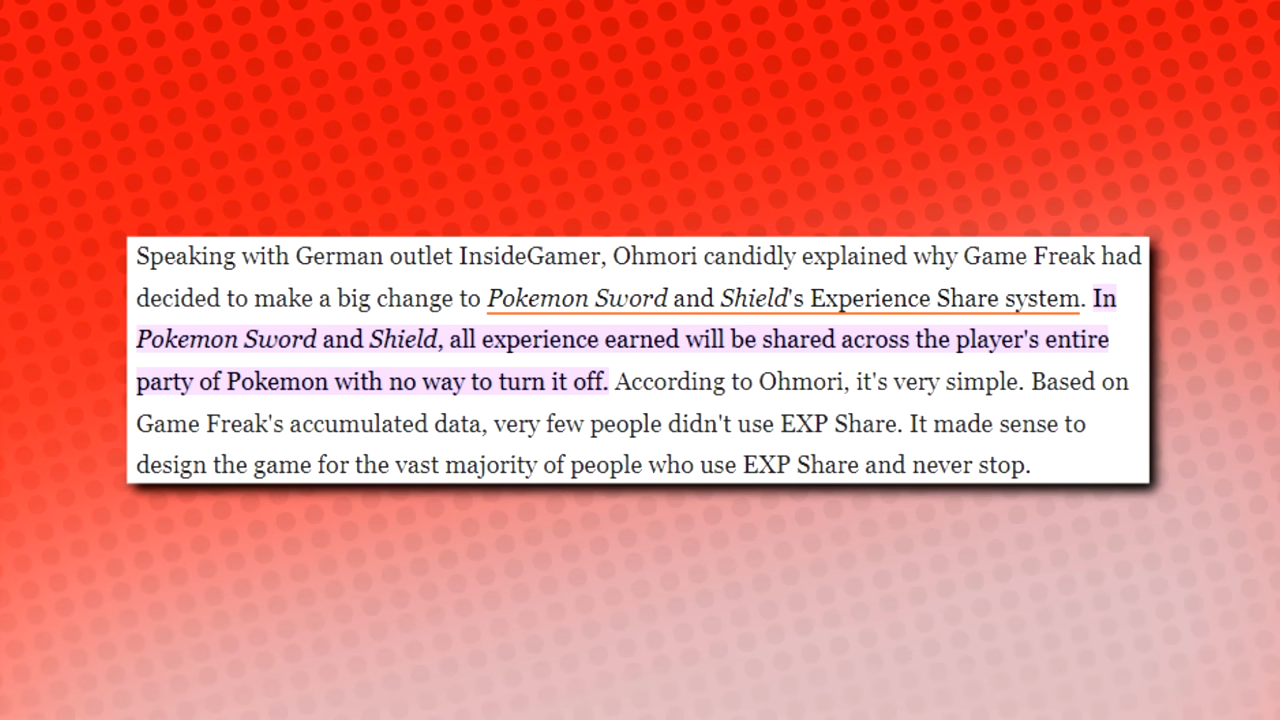 Speaking with German outlet InsideGamer, Ohmori candidly explained why Game Freak had
decided to make a big change to Pokemon Sword and Shield's Experience Share system. In
Pokemon Sword and Shield, all experience earned will be shared across the player's entire
party of Pokemon with no way to turn it off. According to Ohmori, it's very simple. Based on
Game Freak's accumulated data, very few people didn't use EXP Share. It made sense to
design the game for the vast majority of people who use EXP Share and never stop.